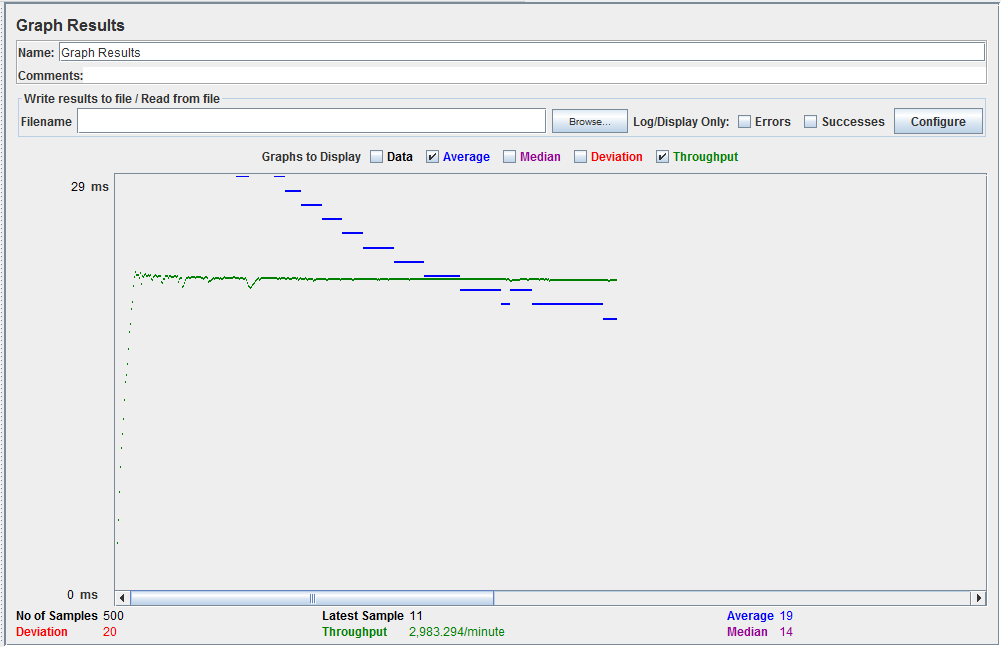 Graph Results
Name: Graph Results
Comments:
Write results to file / Read from file
Filename Browse... Log/Display Only: Errors Successes Configure
Graphs to Display Data Average Median Deviation Throughput
29 ms
0 ms
No of Samples 500 Latest Sample 11 Average 19
Deviation 20 Throughput 2,983.294/minute Median 14